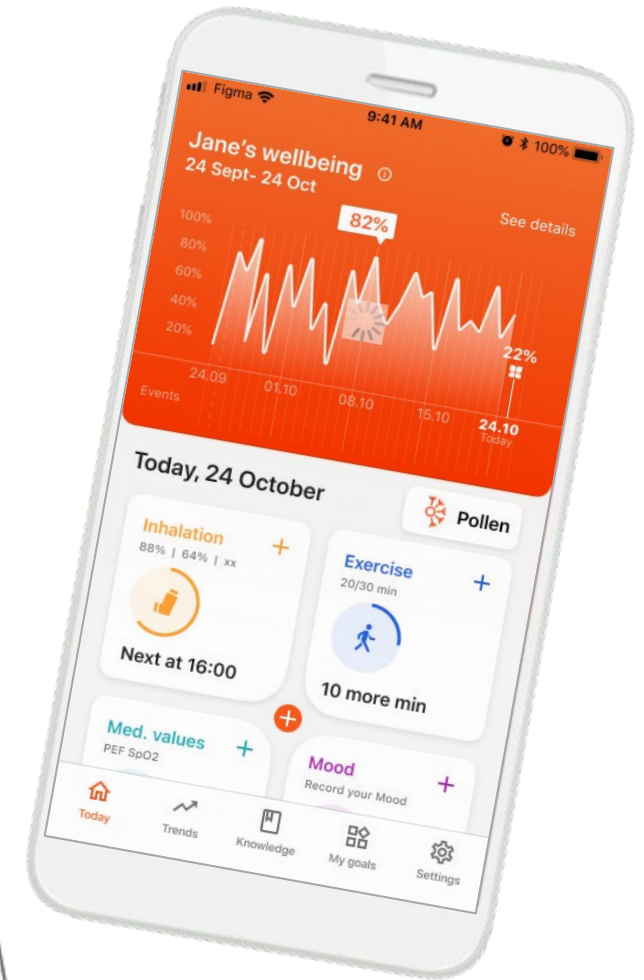 Figma
9:41 AM
100%
Jane's wellbeing
24 Sept- 24 Oct
See details
82%
100%
80%
60%
40%
20%
22%
24.09
01.10
08.10
15.10
24.10
Today
Events
Today, 24 October
Pollen
Inhalation
88% | 64% | xx
Next at 16:00
Exercise
20/30 min
10 more min
Med. values
PEF SpO2
Mood
Record your Mood
Today
Trends
Knowledge
My goals
Settings